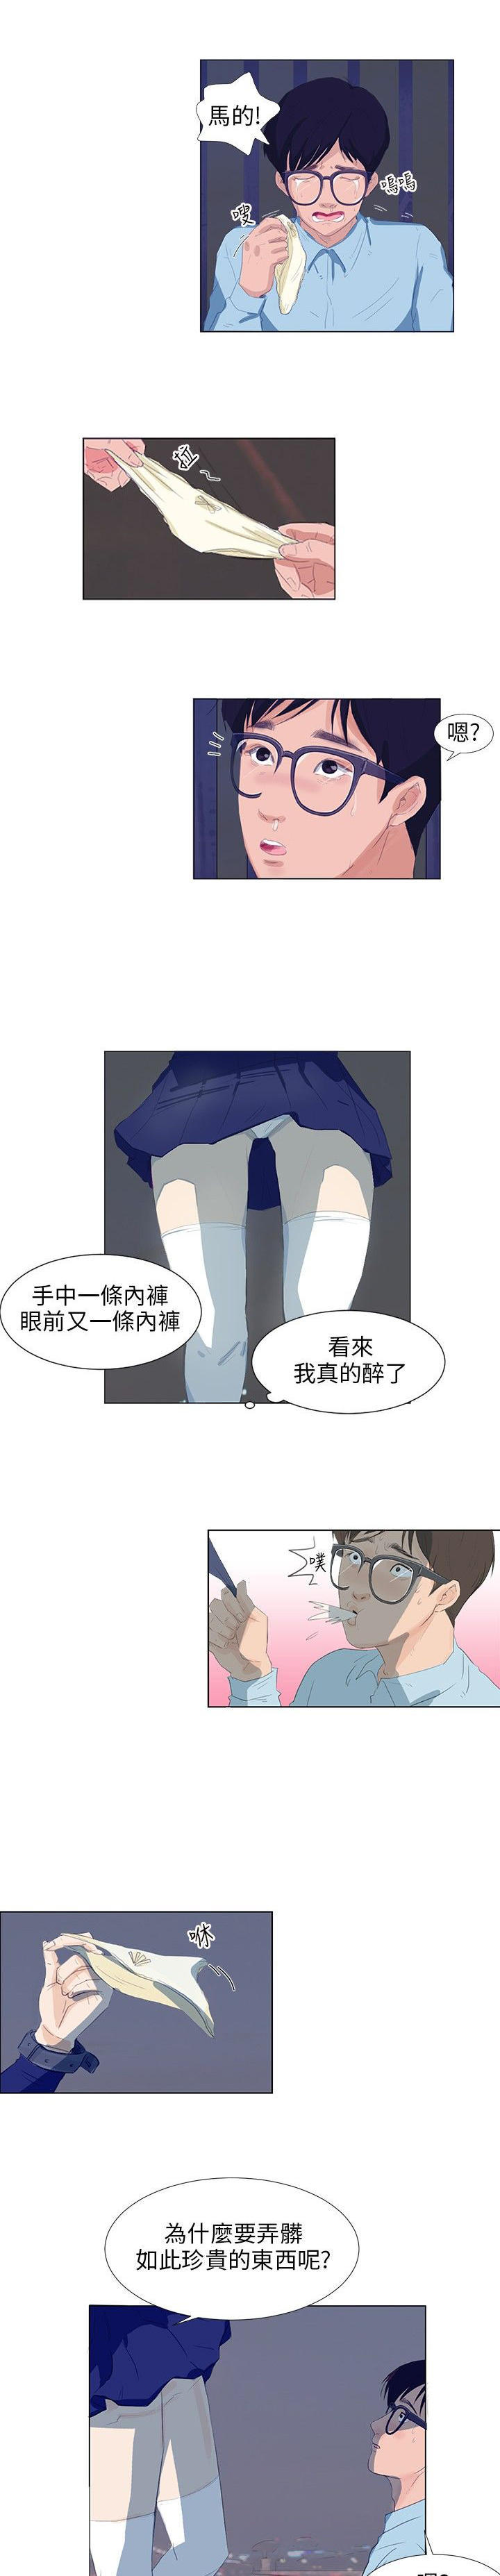 馬的!
嗚嗚
嗖
拉
嗯?
手中一條內褲
眼前又一條內褲
看來
我真的醉了
噗
咻
為什麼要弄髒
如此珍貴的東西呢?